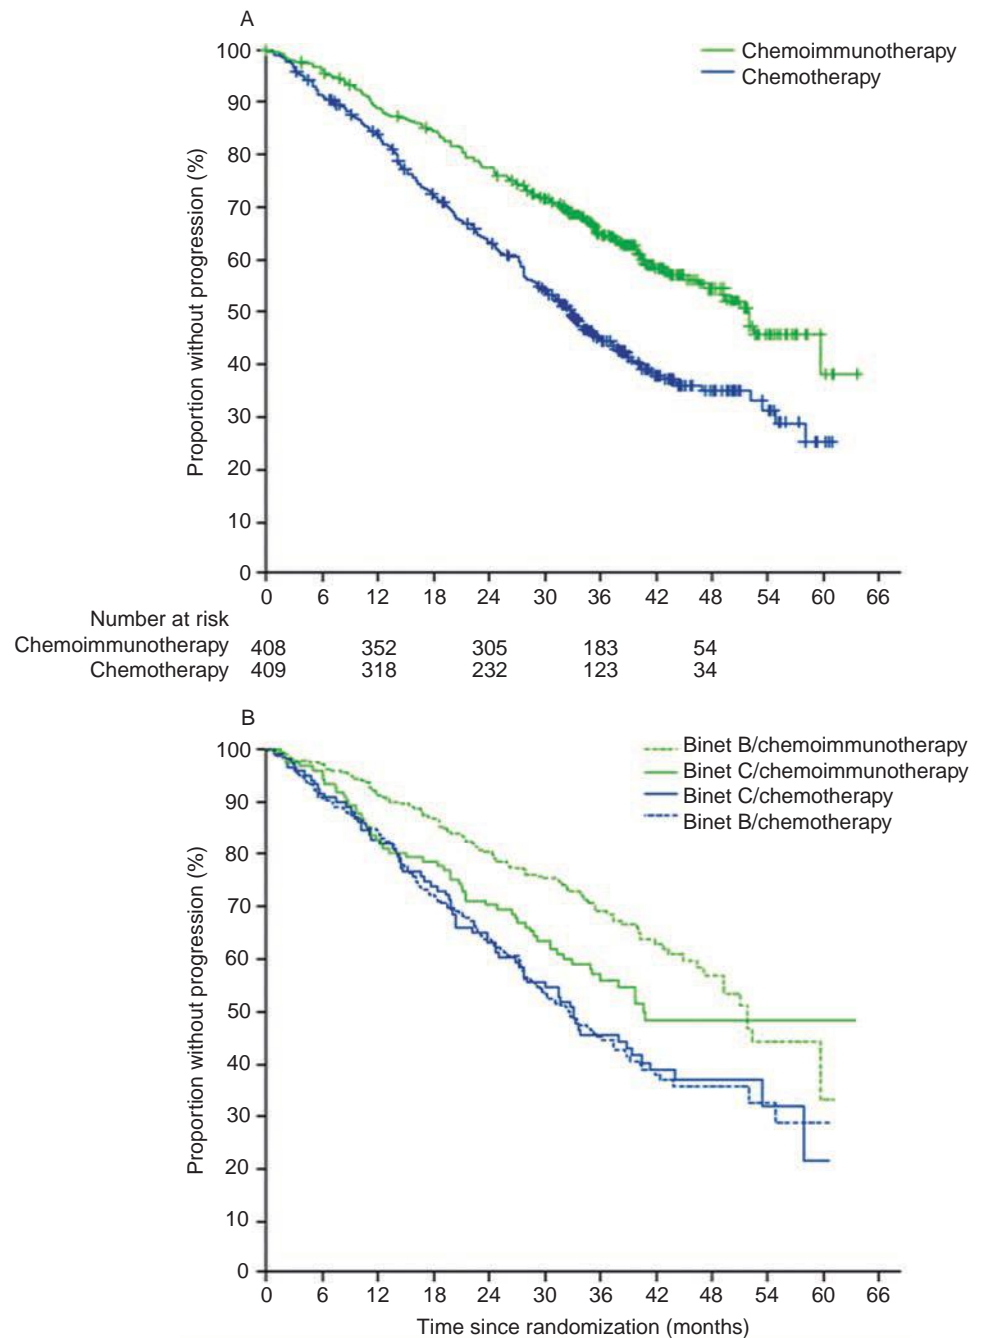 A
Chemoimmunotherapy
Chemotherapy
Proportion without progression (%)
100
90
80
70
60
50
40
30
20
10
0
0 6 12 18 24 30 36 42 48 54 60 66
Number at risk
Chemoimmunotherapy 408 352 305 183 54
Chemotherapy 409 318 232 123 34
B
Binet B/chemoimmunotherapy
Binet C/chemoimmunotherapy
Binet C/chemotherapy
Binet B/chemotherapy
Proportion without progression (%)
100
90
80
70
60
50
40
30
20
10
0
0 6 12 18 24 30 36 42 48 54 60 66
Time since randomization (months)